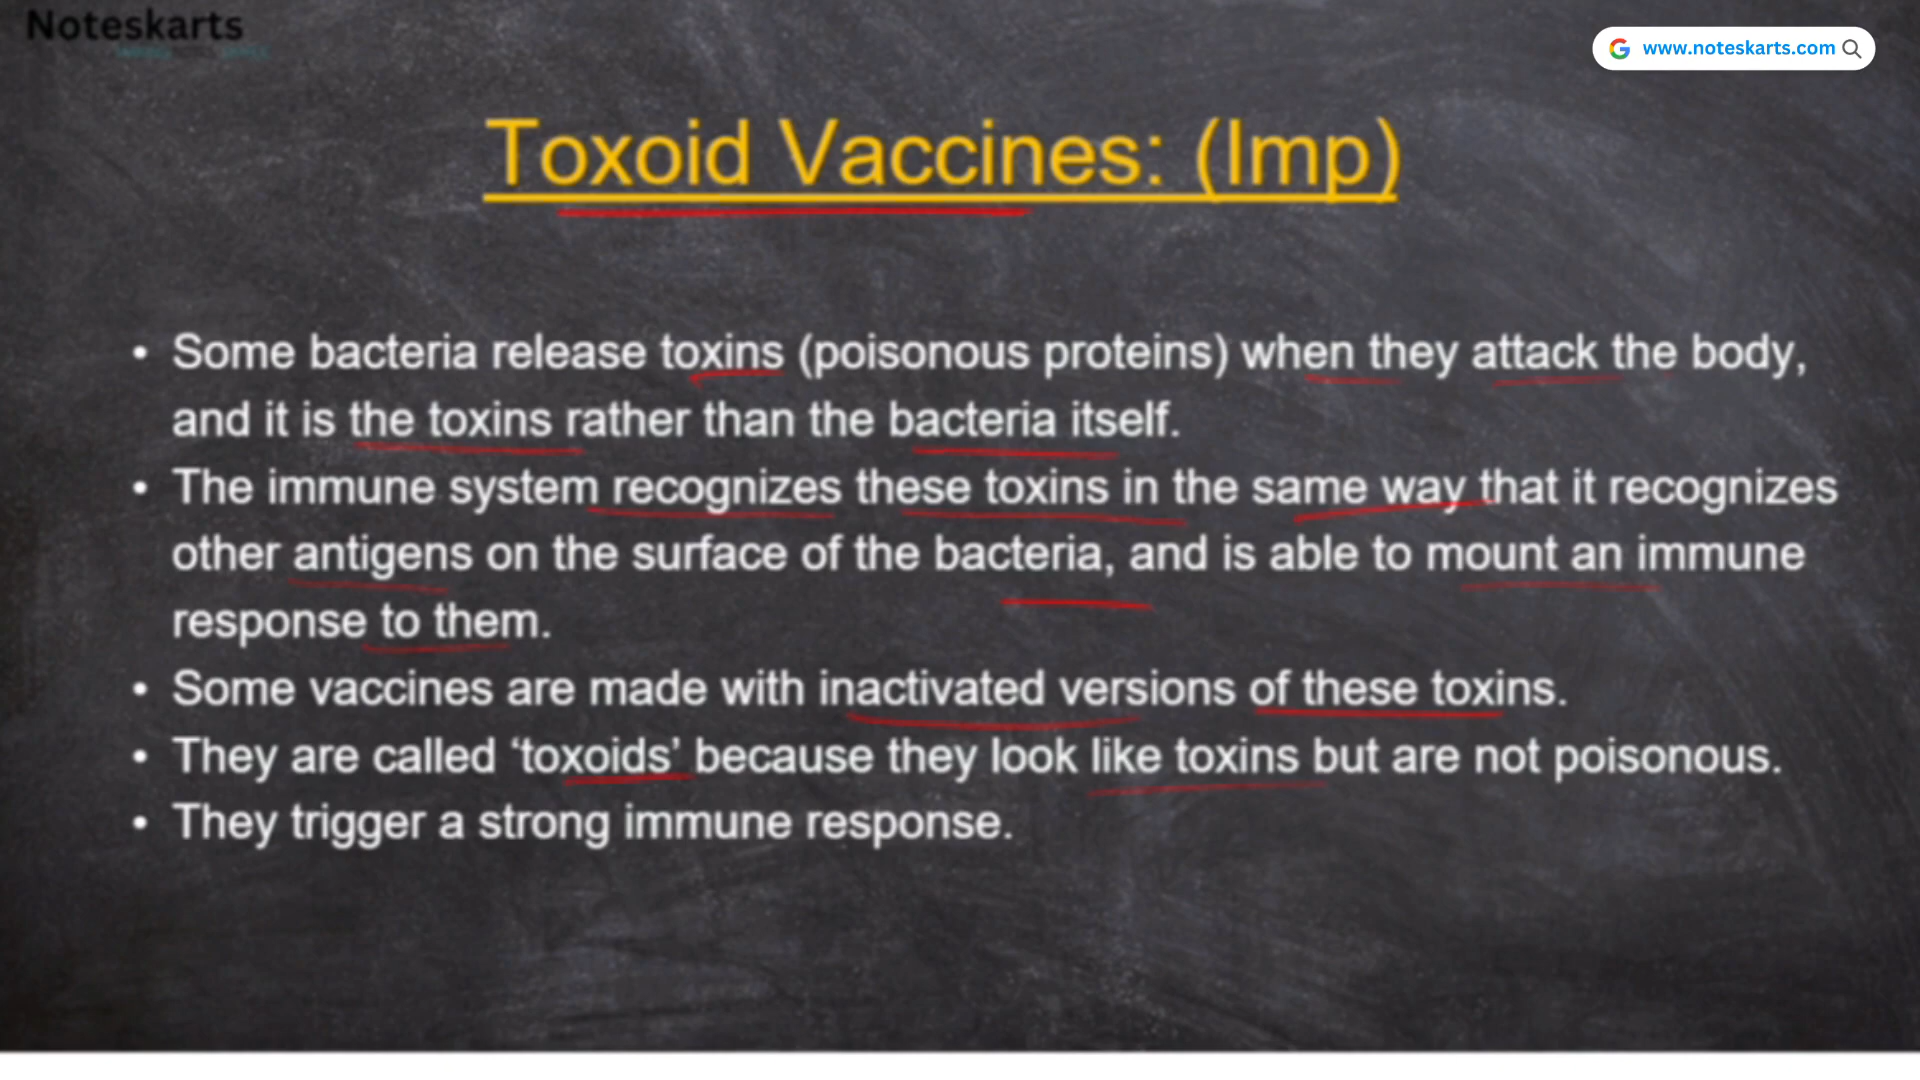 Noteskarts
www.noteskarts.com
Toxoid Vaccines: (Imp)
• Some bacteria release toxins (poisonous proteins) when they attack the body,
and it is the toxins rather than the bacteria itself.
• The immune system recognizes these toxins in the same way that it recognizes
other antigens on the surface of the bacteria, and is able to mount an immune
response to them.
• Some vaccines are made with inactivated versions of these toxins.
• They are called ‘toxoids’ because they look like toxins but are not poisonous.
• They trigger a strong immune response.